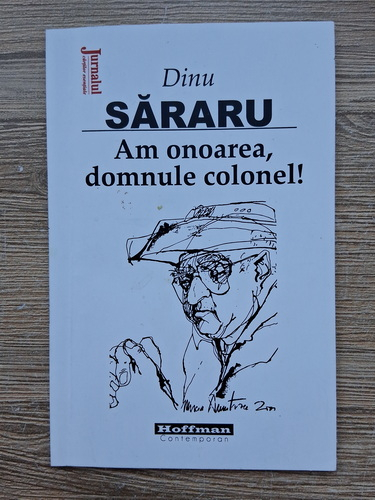 Jurnalul
Dinu
SĂRARU
Am onoarea,
domnule colonel!
Hoffman
Contemporan